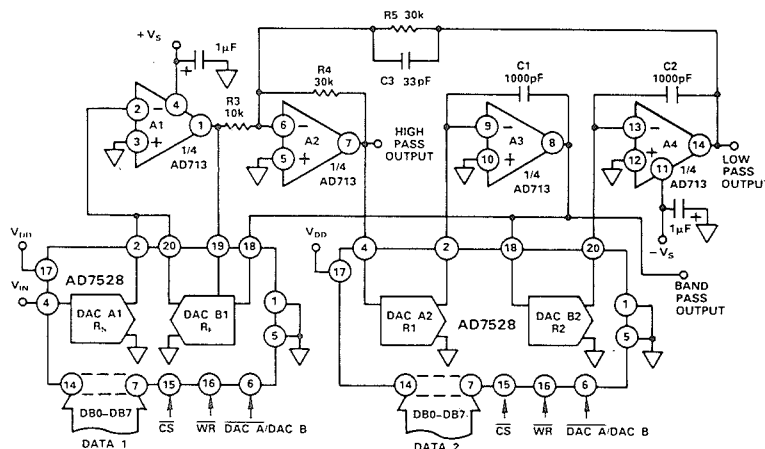 R5 30k
+VS
1μF
+
C3 33pF
C1
1000pF
C2
1000pF
R4
30k
R3
10k
2
−
4
A1
1
3
+
1/4
AD713
6
−
A2
7
5
+
1/4
AD713
HIGH
PASS
OUTPUT
9
−
A3
8
10
+
1/4
AD713
13
−
A4
14
12
+
11
1/4
AD713
LOW
PASS
OUTPUT
1μF
+
−VS
VDD
17
2
20
19
18
VDD
17
4
2
18
20
BAND
PASS
OUTPUT
VIN
4
AD7528
DAC A1
DAC B1
1
5
DAC A2
R1
AD7528
DAC B2
R2
1
5
14
7
15
16
6
14
7
15
16
6
DB0–DB7
CS
WR
DAC A/DAC B
DB0–DB7
CS
WR
DAC A/DAC B
DATA 1
DATA 2